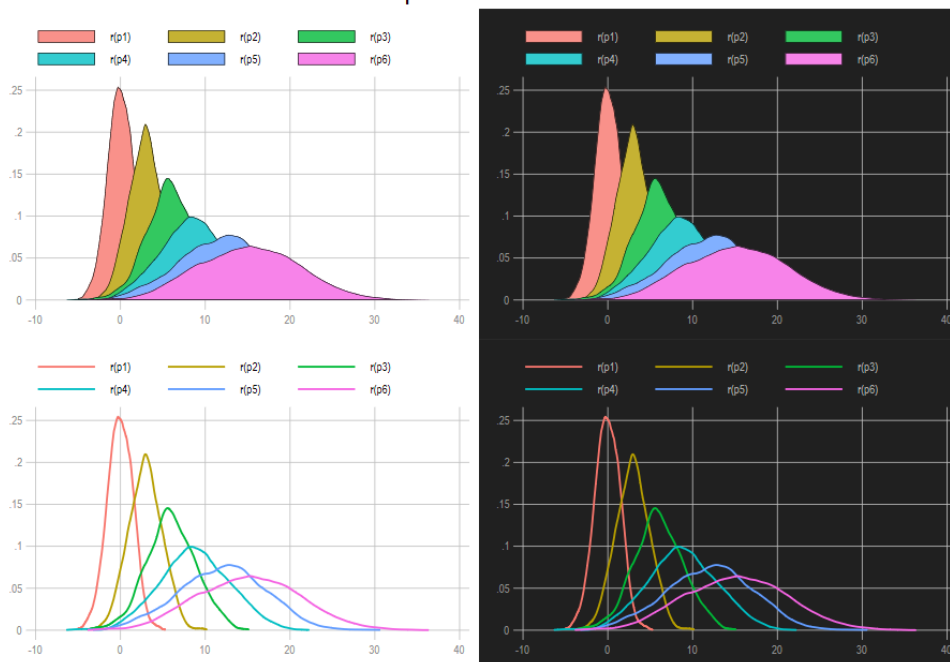 r(p1) r(p2) r(p3) r(p1) r(p2) r(p3)
r(p4) r(p5) r(p6) r(p4) r(p5) r(p6)
.25 .25
.2 .2
.15 .15
.1 .1
.05 .05
0 0
-10 0 10 20 30 40 -10 0 10 20 30 40
r(p1) r(p2) r(p3) r(p1) r(p2) r(p3)
r(p4) r(p5) r(p6) r(p4) r(p5) r(p6)
.25 .25
.2 .2
.15 .15
.1 .1
.05 .05
0 0
-10 0 10 20 30 40 -10 0 10 20 30 40